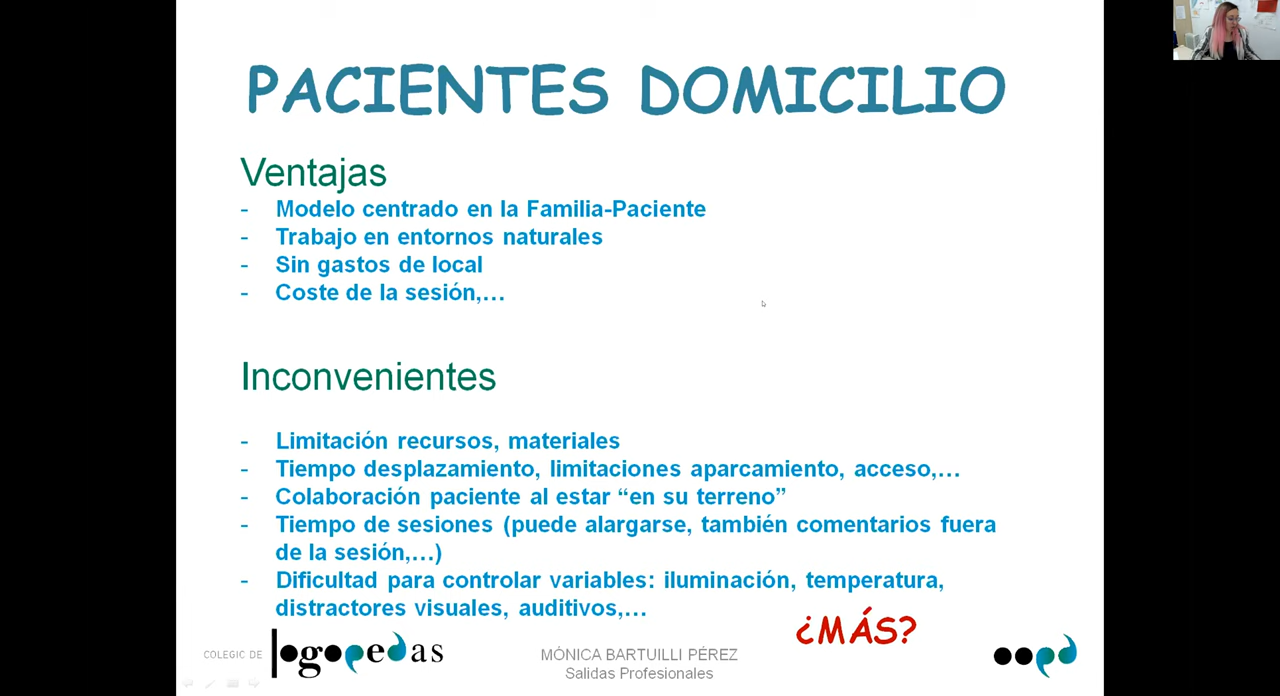 PACIENTES DOMICILIO
Ventajas
- Modelo centrado en la Familia-Paciente
- Trabajo en entornos naturales
- Sin gastos de local
- Coste de la sesión,…
Inconvenientes
- Limitación recursos, materiales
- Tiempo desplazamiento, limitaciones aparcamiento, acceso,…
- Colaboración paciente al estar “en su terreno”
- Tiempo de sesiones (puede alargarse, también comentarios fuera
de la sesión,…)
- Dificultad para controlar variables: iluminación, temperatura,
distractores visuales, auditivos,…
¿MÁS?
COLEGIC DE logopedas
MÓNICA BARTUILLI PÉREZ
Salidas Profesionales